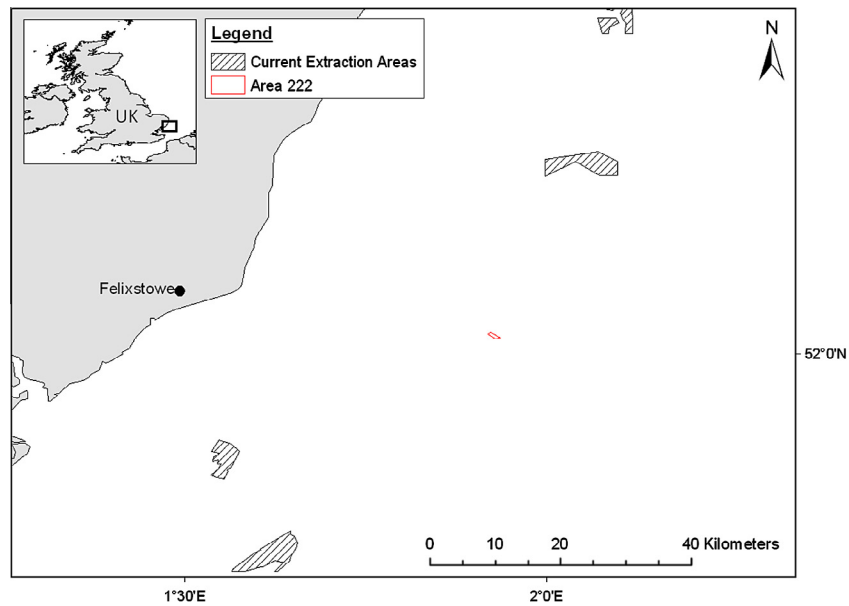 Legend
Current Extraction Areas
Area 222
UK
N
Felixstowe
52°0'N
0 10 20 40 Kilometers
1°30'E 2°0'E